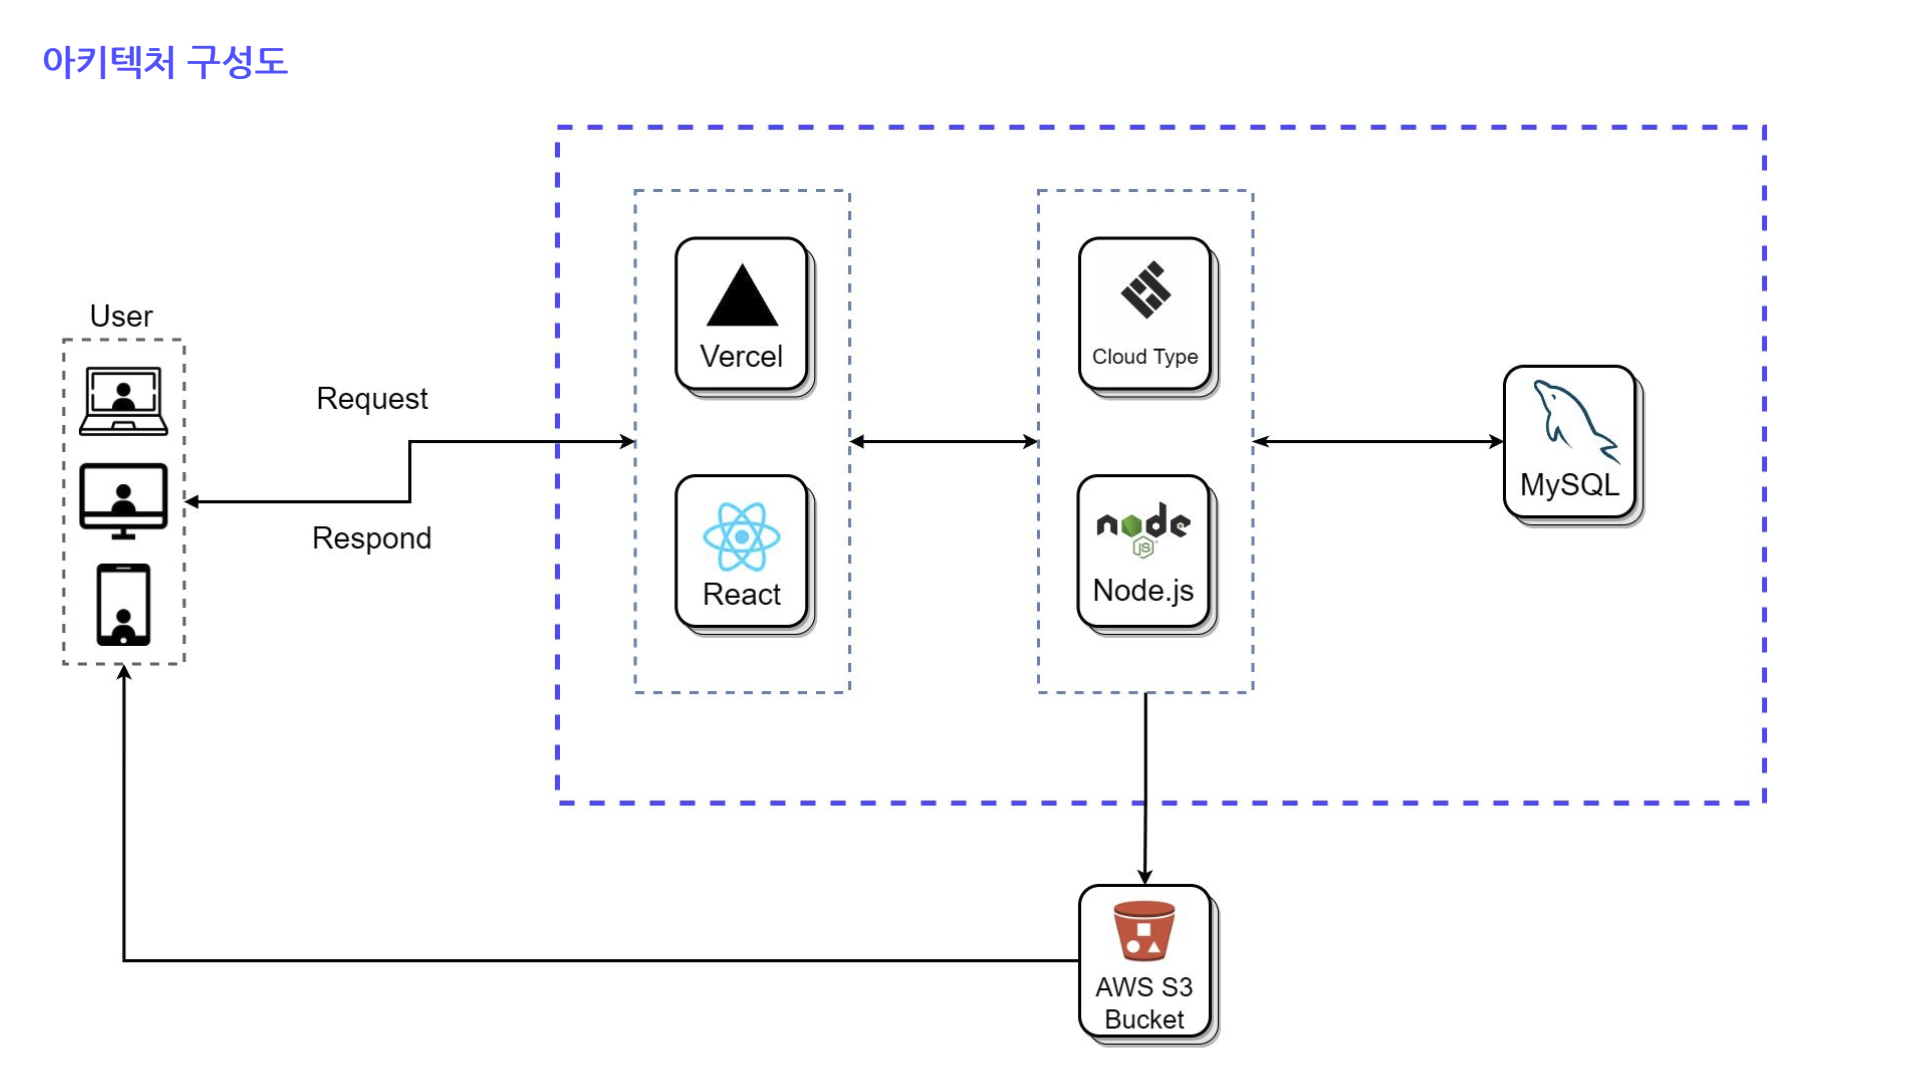 아키텍처 구성도
User
Request
Respond
Vercel
React
Cloud Type
node
JS
Node.js
MySQL
AWS S3
Bucket